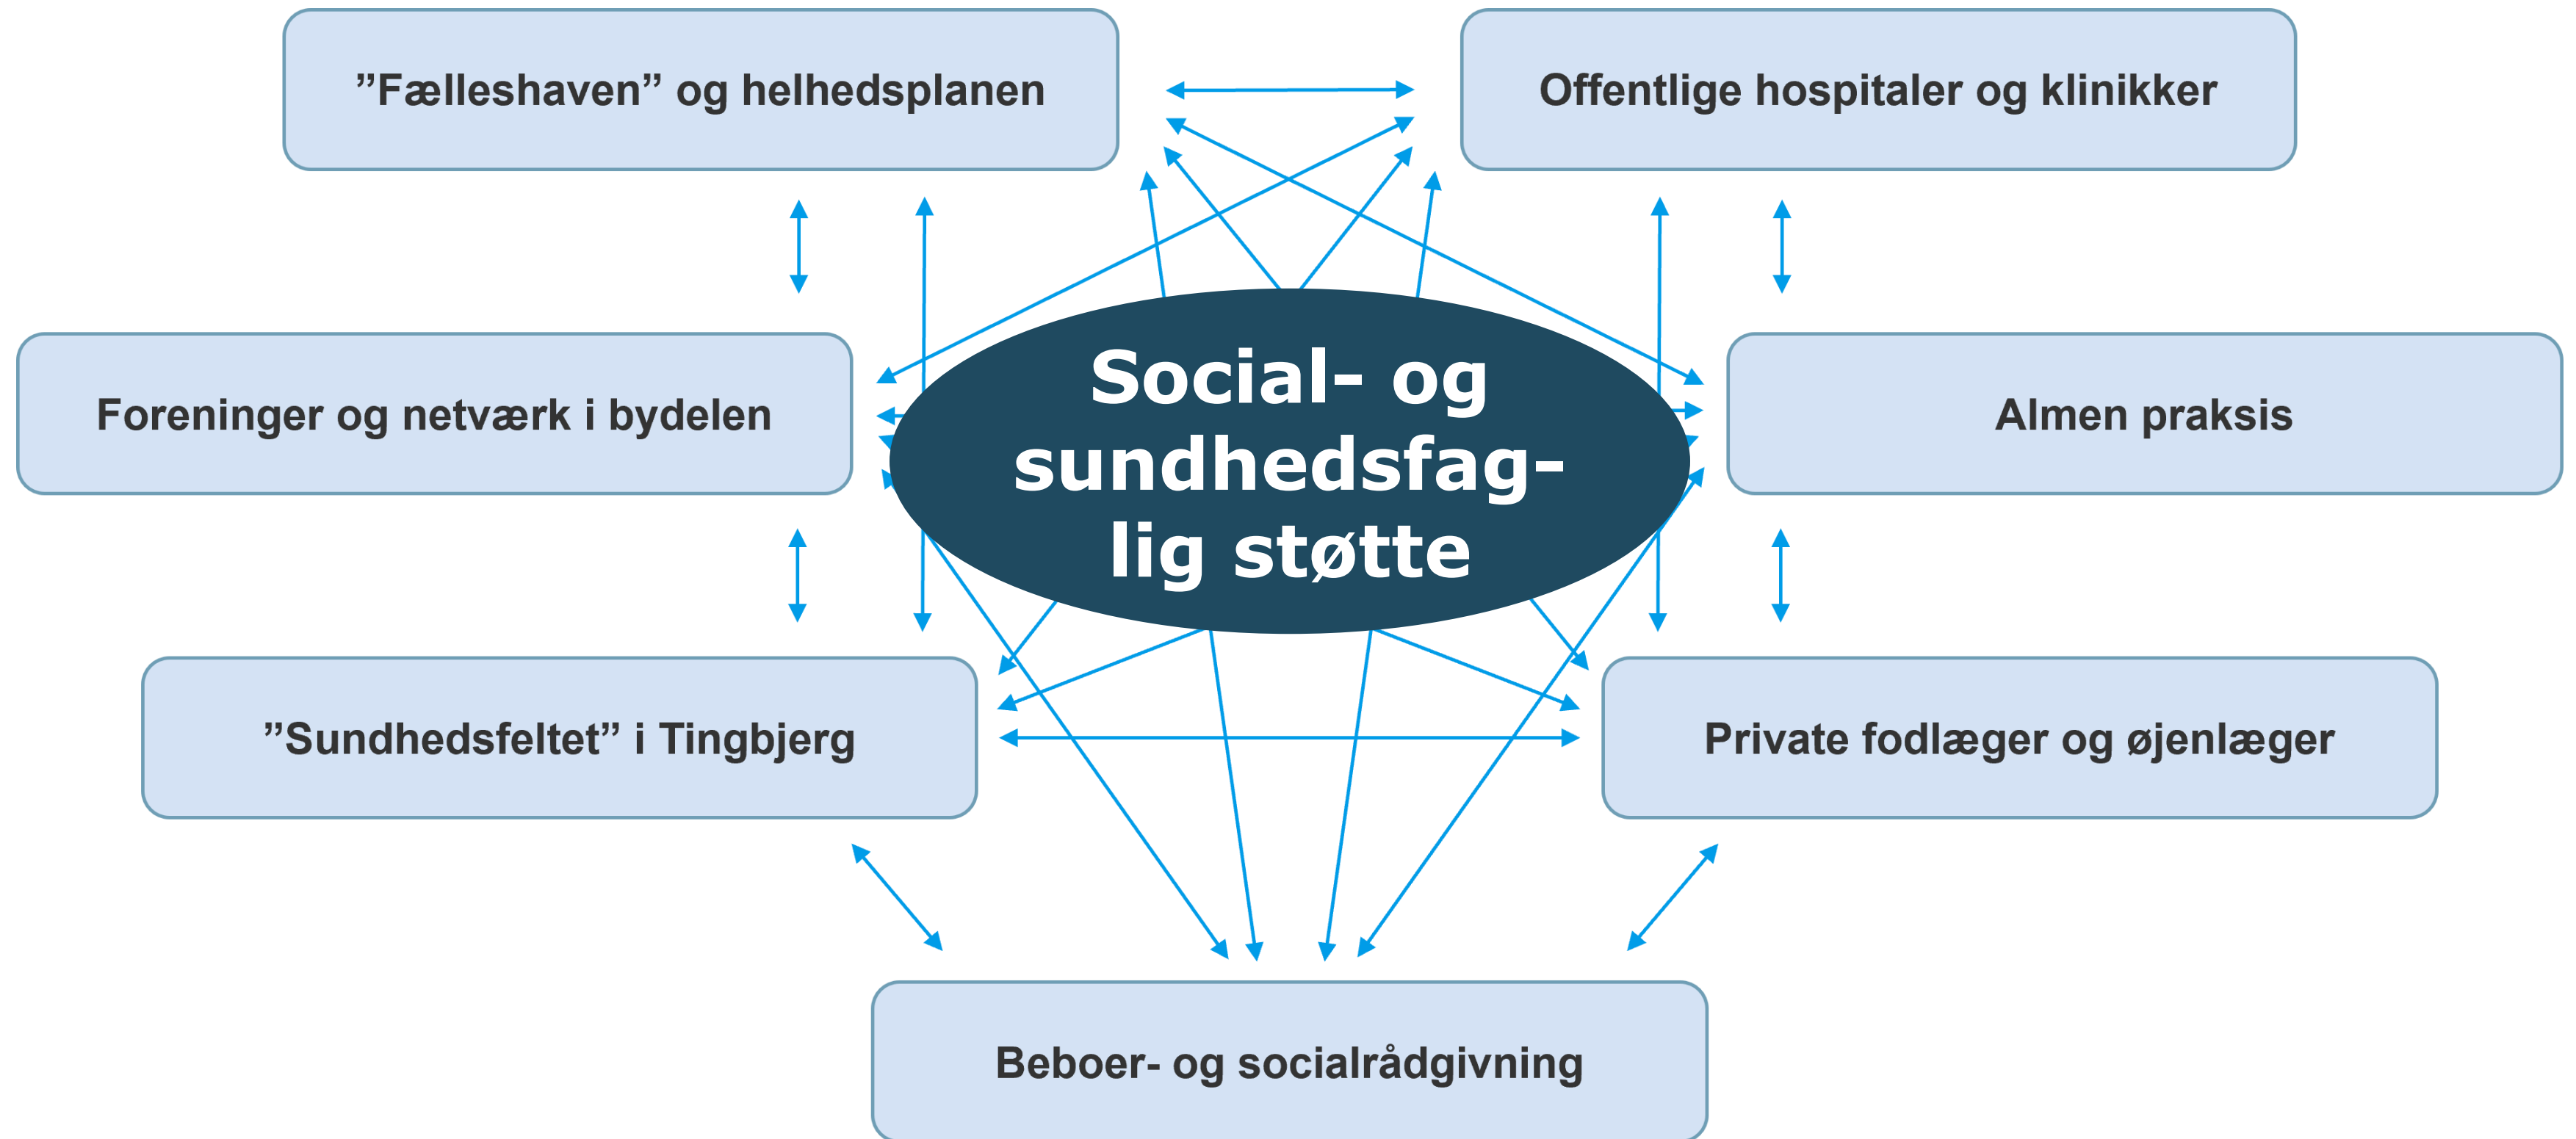 ”Fælleshaven” og helhedsplanen
Offentlige hospitaler og klinikker
Social- og
sundhedsfag-
lig støtte
Foreninger og netværk i bydelen
Almen praksis
”Sundhedsfeltet” i Tingbjerg
Private fodlæger og øjenlæger
Beboer- og socialrådgivning